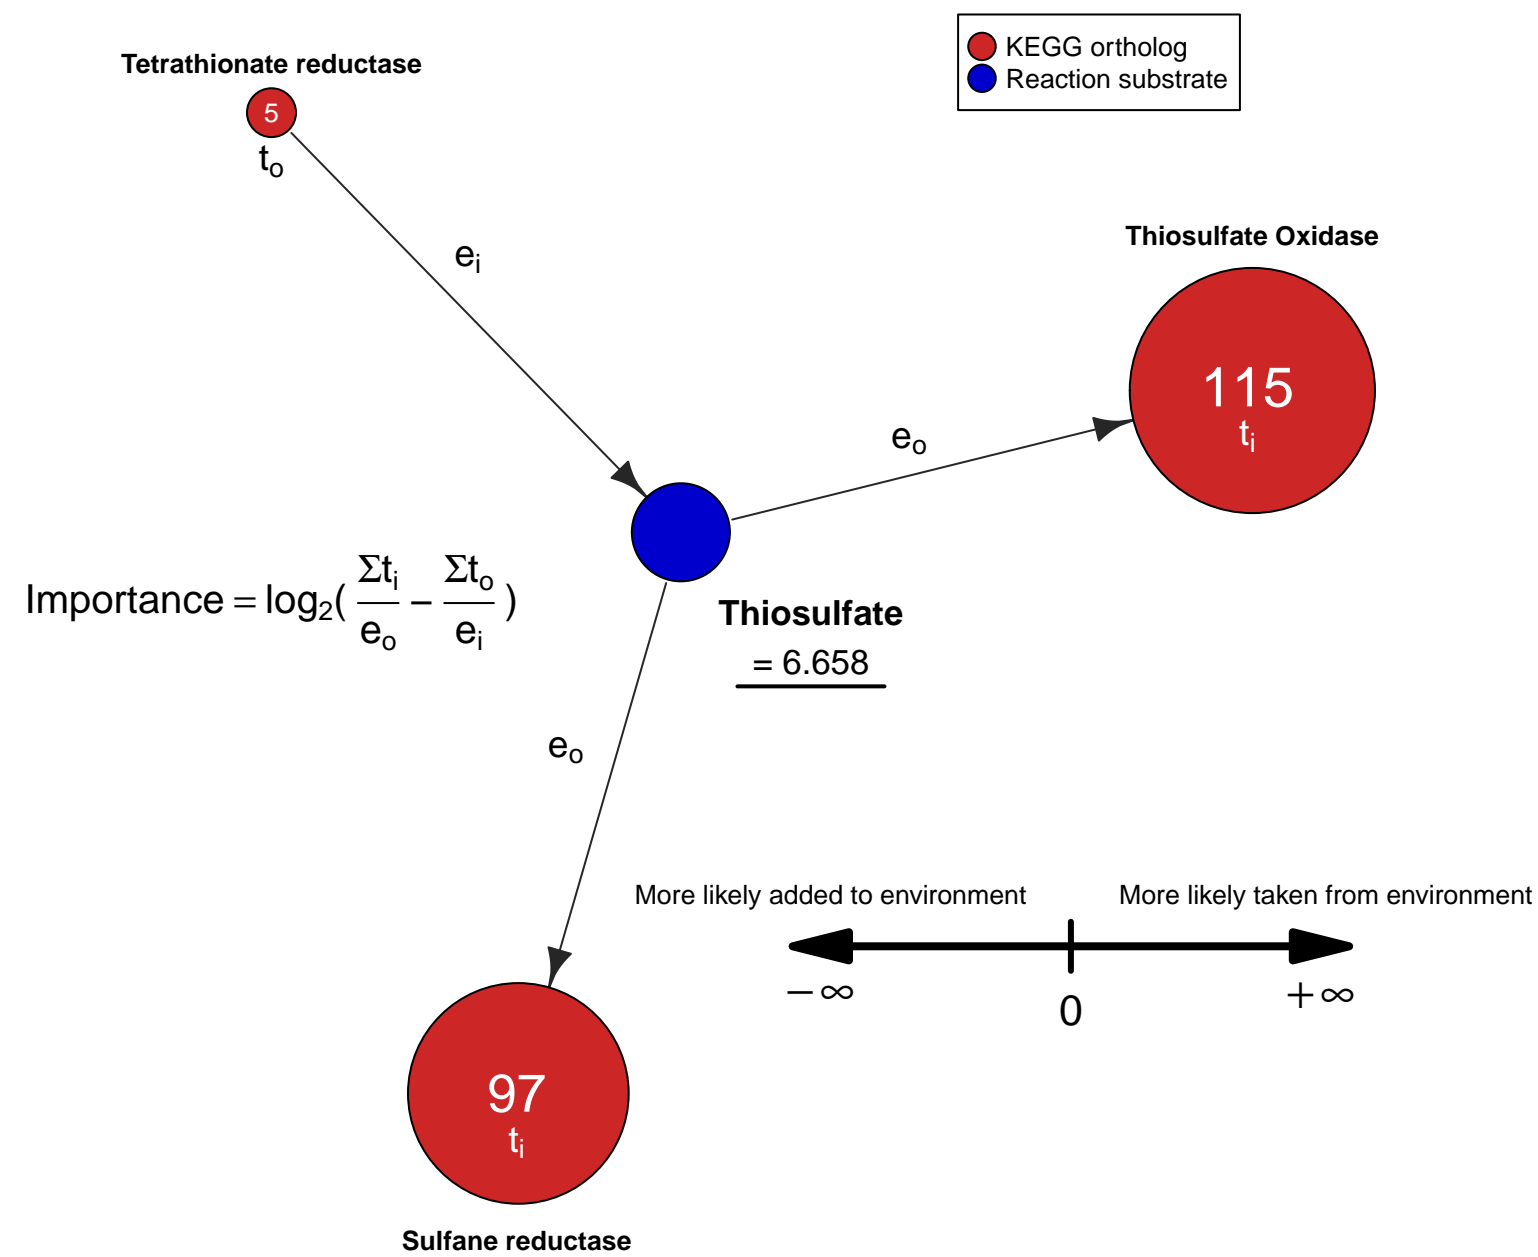 KEGG ortholog
Reaction substrate
Tetrathionate reductase
5
tₒ
eᵢ
Thiosulfate Oxidase
115
tᵢ
eₒ
Importance = log₂( Σtᵢ/eₒ − Σtₒ/eᵢ )
Thiosulfate
= 6.658
eₒ
More likely added to environment
More likely taken from environment
−∞
0
+∞
97
tᵢ
Sulfane reductase